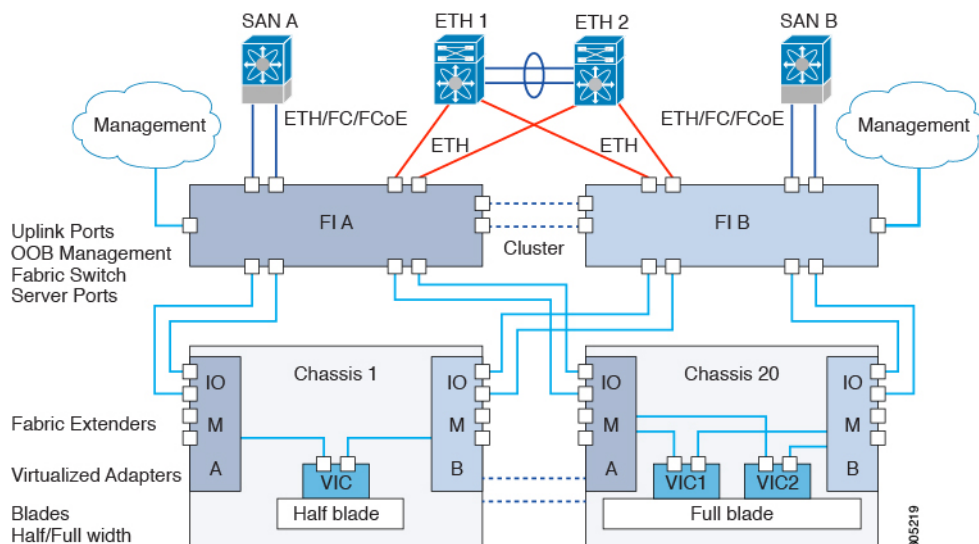 SAN A
ETH 1
ETH 2
SAN B
Management
ETH/FC/FCoE
ETH
ETH
ETH/FC/FCoE
Management
FI A
Cluster
FI B
Uplink Ports
OOB Management
Fabric Switch
Server Ports
IO
M
A
Chassis 1
IO
M
B
IO
M
A
Chassis 20
IO
M
B
Fabric Extenders
Virtualized Adapters
VIC
VIC1
VIC2
Blades
Half/Full width
Half blade
Full blade